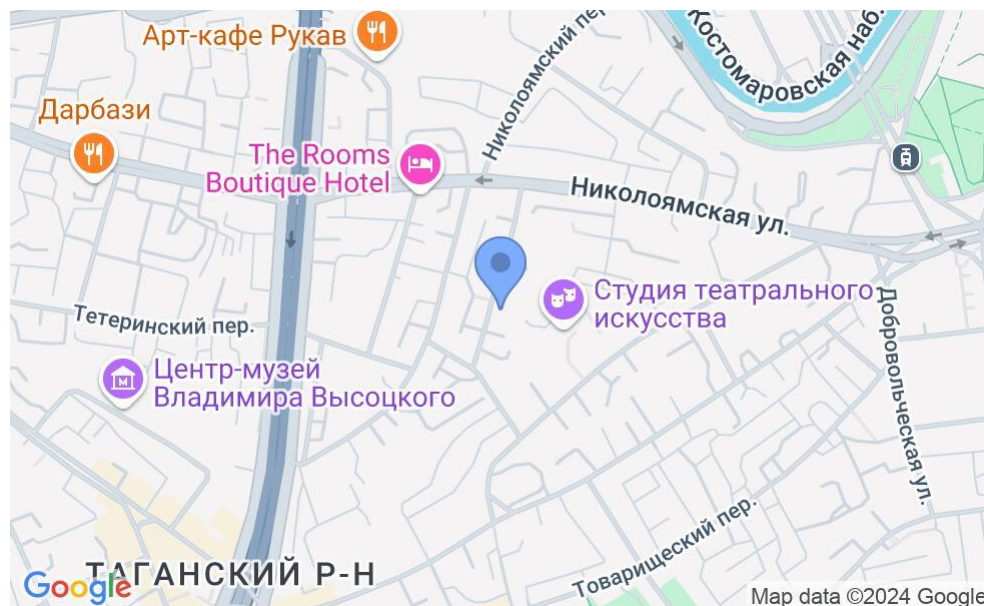 Арт-кафе Рукав
Николоямский пер.
Костомаровская наб.
Дарбази
The Rooms
Boutique Hotel
Николоямская ул.
Студия театрального
искусства
Тетеринский пер.
Центр-музей
Владимира Высоцкого
M
Добровольческая ул.
Товарищеский пер.
ТАГАНСКИЙ Р-Н
Google
Map data ©2024 Google